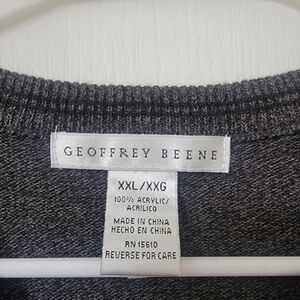 GEOFFREY BEENE
XXL/XXG
100% ACRYLIC/
ACRILICO
MADE IN CHINA
HECHO EN CHINA
RN 15610
REVERSE FOR CARE